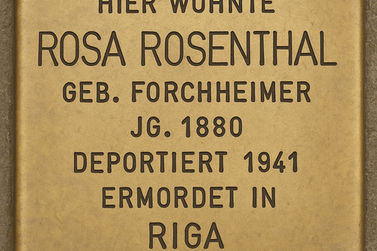 HIER WOHNTE
ROSA ROSENTHAL
GEB. FORCHHEIMER
JG. 1880
DEPORTIERT 1941
ERMORDET IN
RIGA